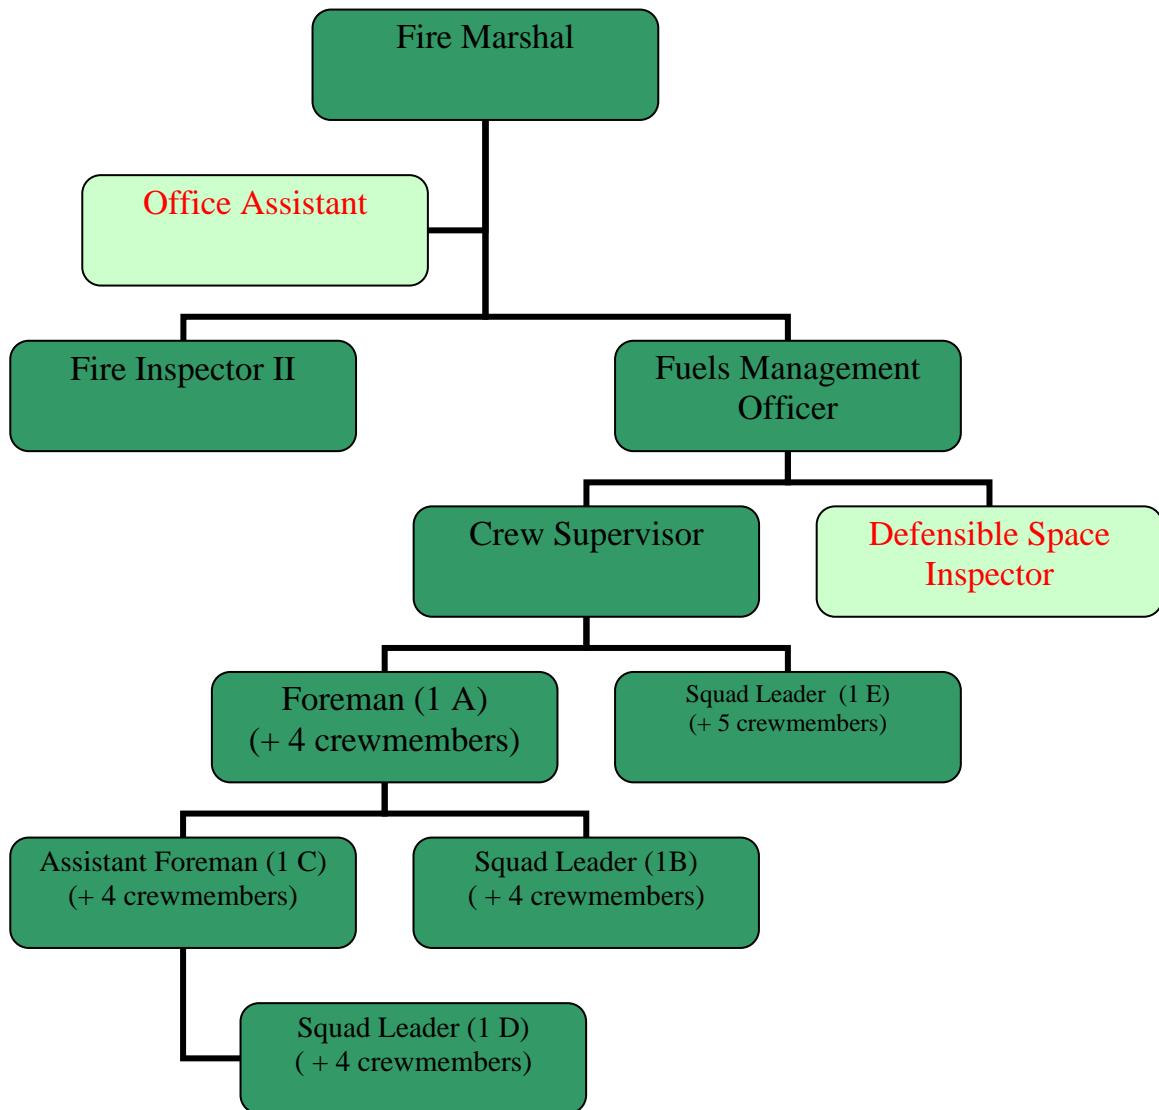 Fire Marshal
Office Assistant
Fire Inspector II
Fuels Management
Officer
Crew Supervisor
Defensible Space
Inspector
Foreman (1 A)
(+ 4 crewmembers)
Squad Leader  (1 E)
(+ 5 crewmembers)
Assistant Foreman (1 C)
(+ 4 crewmembers)
Squad Leader (1B)
( + 4 crewmembers)
Squad Leader (1 D)
( + 4 crewmembers)